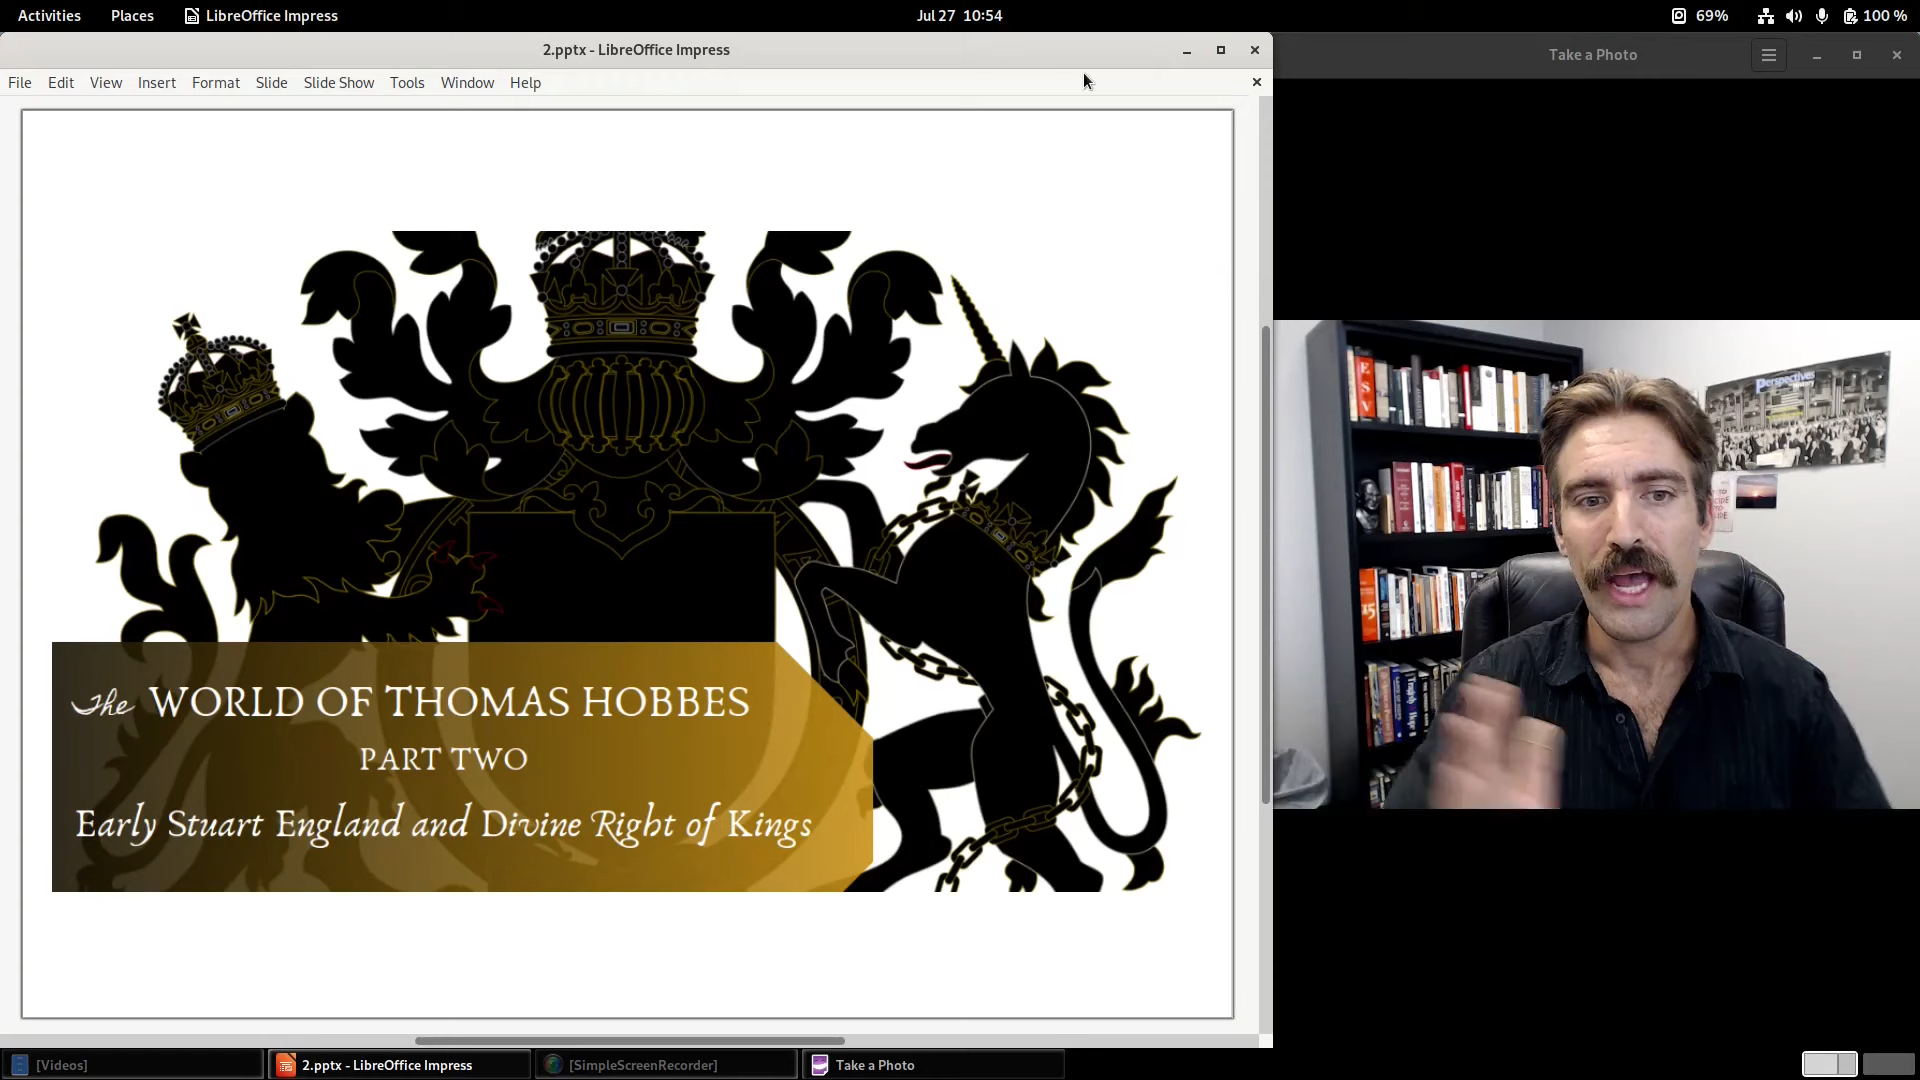 Activities Places LibreOffice Impress Jul 27 10:54 69% 100 %
2.pptx - LibreOffice Impress
File Edit View Insert Format Slide Slide Show Tools Window Help
The WORLD OF THOMAS HOBBES
PART TWO
Early Stuart England and Divine Right of Kings
Take a Photo
ESV
Perspectives
[Videos] 2.pptx - LibreOffice Impress [SimpleScreenRecorder] Take a Photo